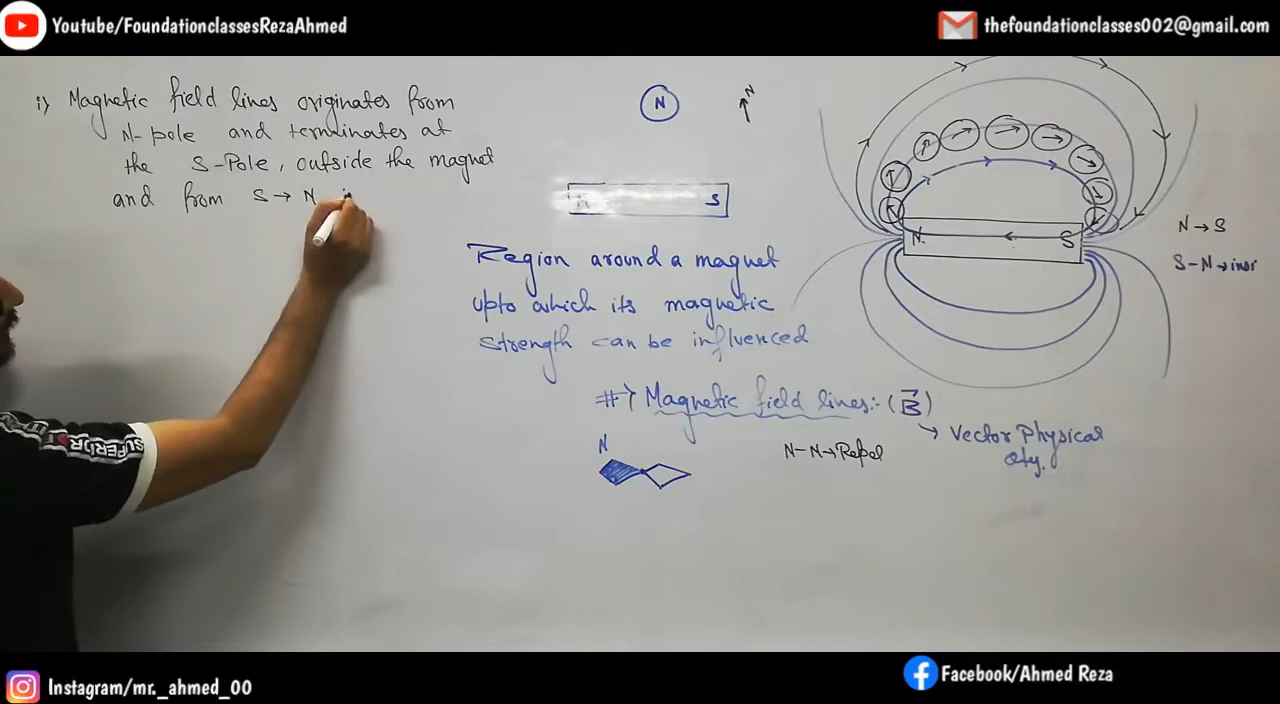 Youtube/FoundationclassesRezaAhmed
thefoundationclasses002@gmail.com
i) Magnetic field lines originates from
N-pole and terminates at
the S-Pole, outside the magnet
and from S → N
N
N
S
Region around a magnet
upto which its magnetic
strength can be influenced
#) Magnetic field lines:- (B⃗)
→ Vector Physical
qty.
N
N-N→Repel
N
S
N→S
S-N→insi
SUPERIOR
Instagram/mr._ahmed_00
Facebook/Ahmed Reza